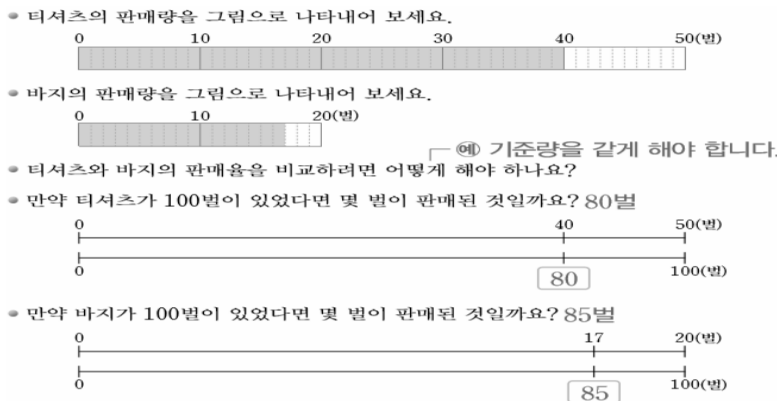 티셔츠의 판매량을 그림으로 나타내어 보세요.
0 10 20 30 40 50(벌)
바지의 판매량을 그림으로 나타내어 보세요.
0 10 20(벌)
예 기준량을 같게 해야 합니다.
티셔츠와 바지의 판매율을 비교하려면 어떻게 해야 하나요?
만약 티셔츠가 100벌이 있었다면 몇 벌이 판매된 것일까요? 80벌
0 40 50(벌)
0 80 100(벌)
만약 바지가 100벌이 있었다면 몇 벌이 판매된 것일까요? 85벌
0 17 20(벌)
0 85 100(벌)